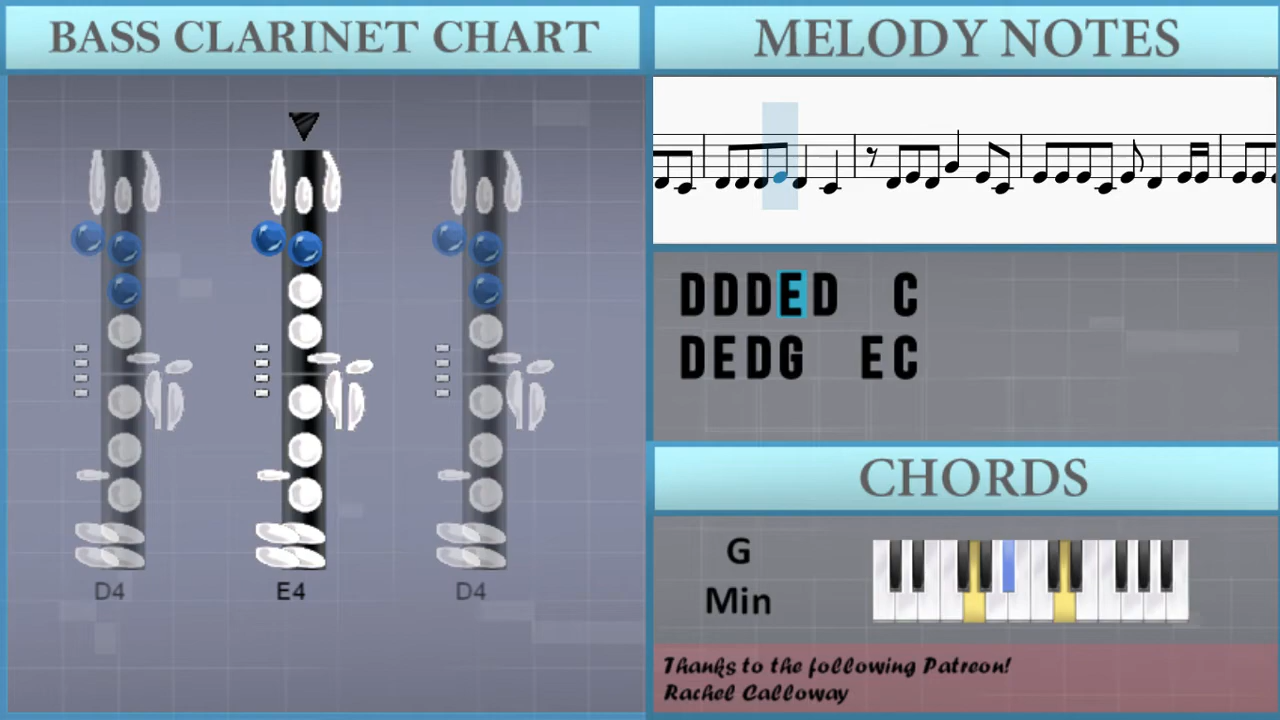 BASS CLARINET CHART
D4
E4
D4
MELODY NOTES
DDDED C
DEDG EC
CHORDS
G
Min
Thanks to the following Patreon!
Rachel Calloway